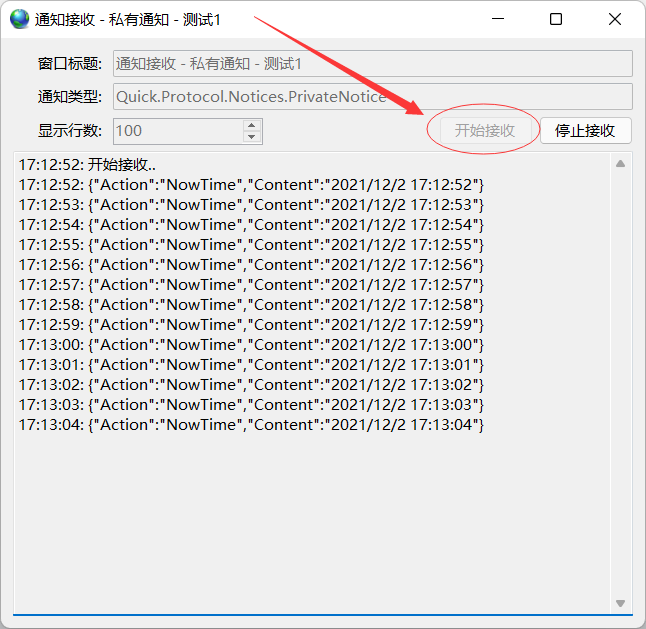 通知接收 - 私有通知 - 测试1
窗口标题: 通知接收 - 私有通知 - 测试1
通知类型: Quick.Protocol.Notices.PrivateNotice
显示行数: 100 开始接收 停止接收
17:12:52: 开始接收..
17:12:52: {"Action":"NowTime","Content":"2021/12/2 17:12:52"}
17:12:53: {"Action":"NowTime","Content":"2021/12/2 17:12:53"}
17:12:54: {"Action":"NowTime","Content":"2021/12/2 17:12:54"}
17:12:55: {"Action":"NowTime","Content":"2021/12/2 17:12:55"}
17:12:56: {"Action":"NowTime","Content":"2021/12/2 17:12:56"}
17:12:57: {"Action":"NowTime","Content":"2021/12/2 17:12:57"}
17:12:58: {"Action":"NowTime","Content":"2021/12/2 17:12:58"}
17:12:59: {"Action":"NowTime","Content":"2021/12/2 17:12:59"}
17:13:00: {"Action":"NowTime","Content":"2021/12/2 17:13:00"}
17:13:01: {"Action":"NowTime","Content":"2021/12/2 17:13:01"}
17:13:02: {"Action":"NowTime","Content":"2021/12/2 17:13:02"}
17:13:03: {"Action":"NowTime","Content":"2021/12/2 17:13:03"}
17:13:04: {"Action":"NowTime","Content":"2021/12/2 17:13:04"}